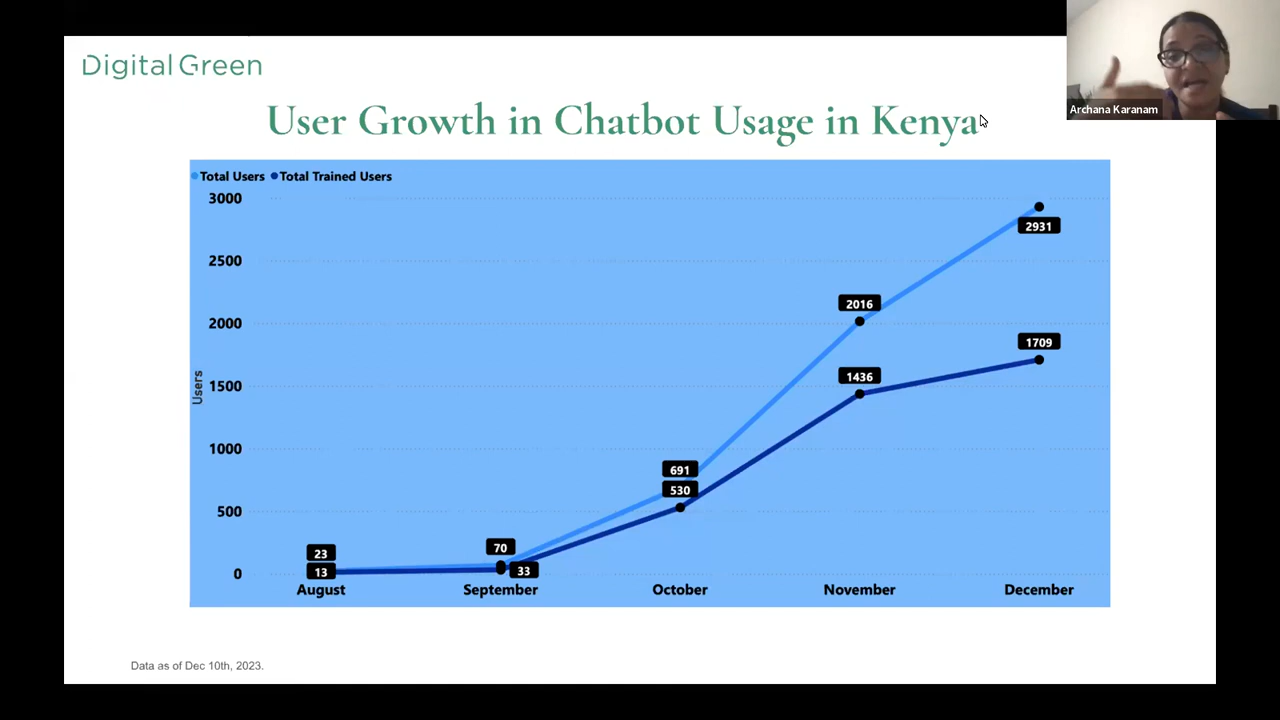 Digital Green
Archana Karanam
User Growth in Chatbot Usage in Kenya
Total Users Total Trained Users
3000
2500
2000
1500
1000
500
0
Users
23
13
70
33
691
530
2016
1436
2931
1709
August September October November December
Data as of Dec 10th, 2023.